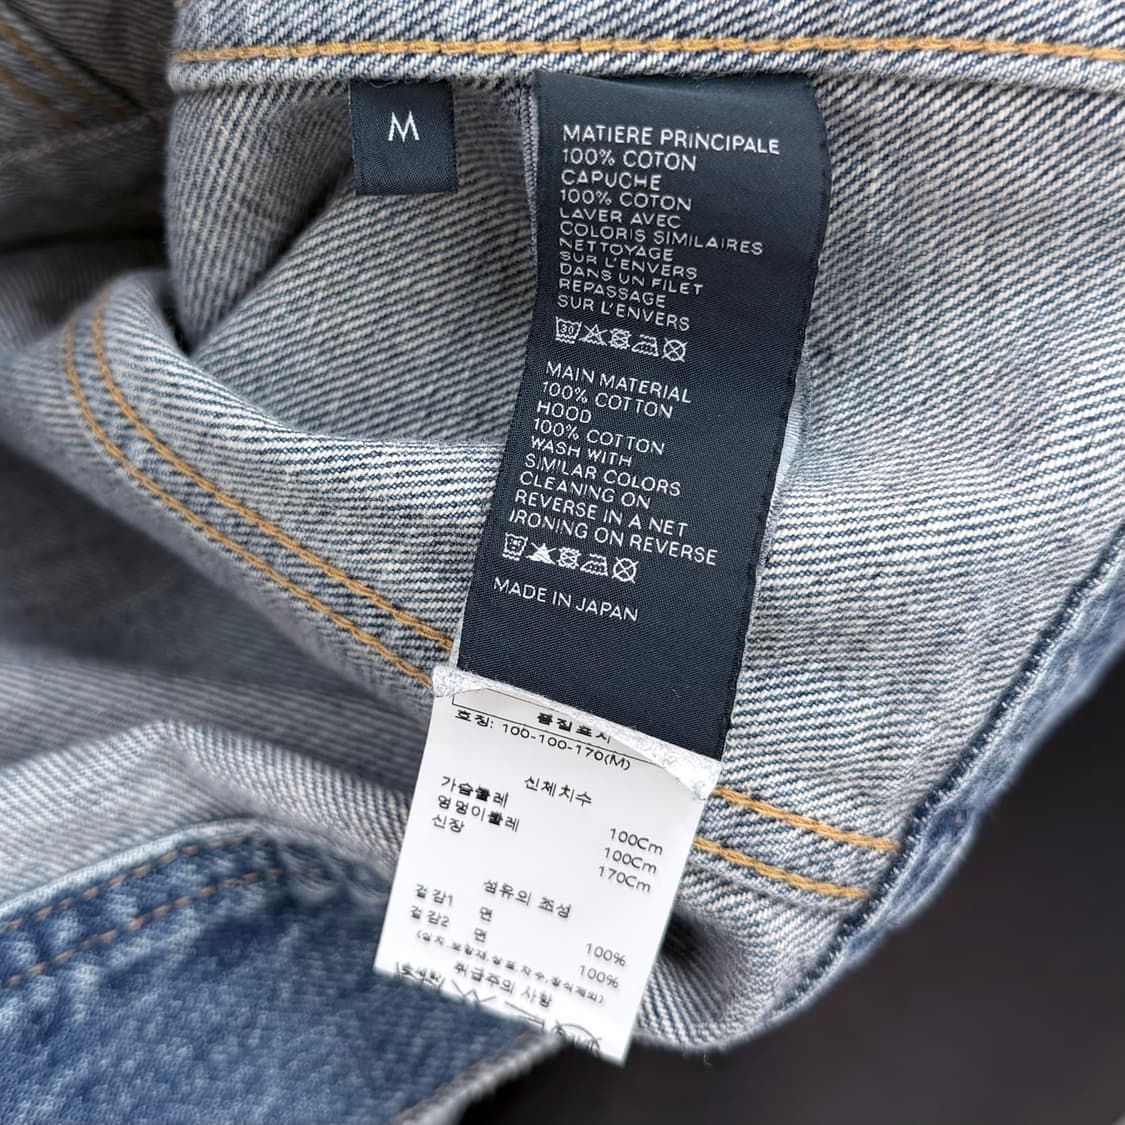 M
MATIERE PRINCIPALE
100% COTON
CAPUCHE
100% COTON
LAVER AVEC
COLORIS SIMILAIRES
NETTOYAGE
SUR L'ENVERS
DANS UN FILET
REPASSAGE
SUR L'ENVERS
30
MAIN MATERIAL
100% COTTON
HOOD
100% COTTON
WASH WITH
SIMILAR COLORS
CLEANING ON
REVERSE IN A NET
IRONING ON REVERSE
MADE IN JAPAN
품질표시
호칭: 100-100-170(M)
신체치수
가슴둘레 100Cm
엉덩이둘레 100Cm
신장 170Cm
섬유의 조성
겉감1 면 100%
겉감2 면 100%
취급주의 사항